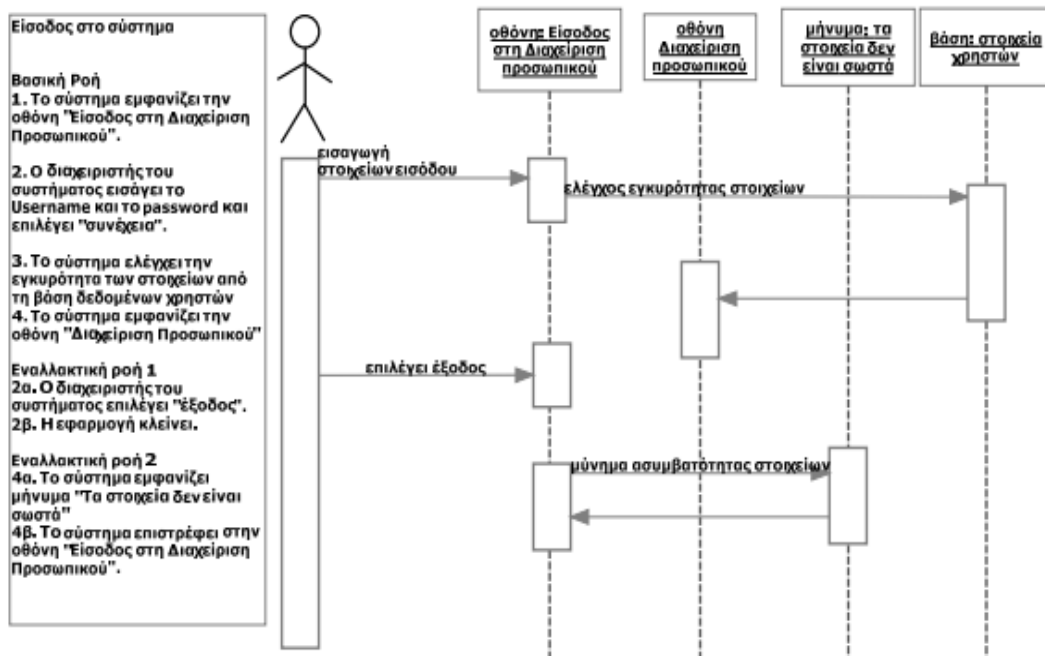 Είσοδος στο σύστημα
Βασική Ροή
1. Το σύστημα εμφανίζει την
οθόνη "Είσοδος στη Διαχείριση
Προσωπικού".
2. Ο διαχειριστής του
συστήματος εισάγει το
Username και το password και
επιλέγει "συνέχεια".
3. Το σύστημα ελέγχει την
εγκυρότητα των στοιχείων από
τη βάση δεδομένων χρηστών
4. Το σύστημα εμφανίζει την
οθόνη "Διαχείριση Προσωπικού"
Εναλλακτική ροή 1
2α. Ο διαχειριστής του
συστήματος επιλέγει "έξοδος".
2β. Η εφαρμογή κλείνει.
Εναλλακτική ροή 2
4α. Το σύστημα εμφανίζει
μήνυμα "Τα στοιχεία δεν είναι
σωστά"
4β. Το σύστημα επιστρέφει στην
οθόνη "Είσοδος στη Διαχείριση
Προσωπικού".
οθόνη: Είσοδος
στη Διαχείριση
προσωπικού
οθόνη
Διαχείριση
προσωπικού
μήνυμα: τα
στοιχεία δεν
είναι σωστά
βάση: στοιχεία
χρηστών
εισαγωγή
στοιχείων εισόδου
ελέγχος εγκυρότητας στοιχείων
επιλέγει έξοδος
μύνημα ασυμβατότητας στοιχείων